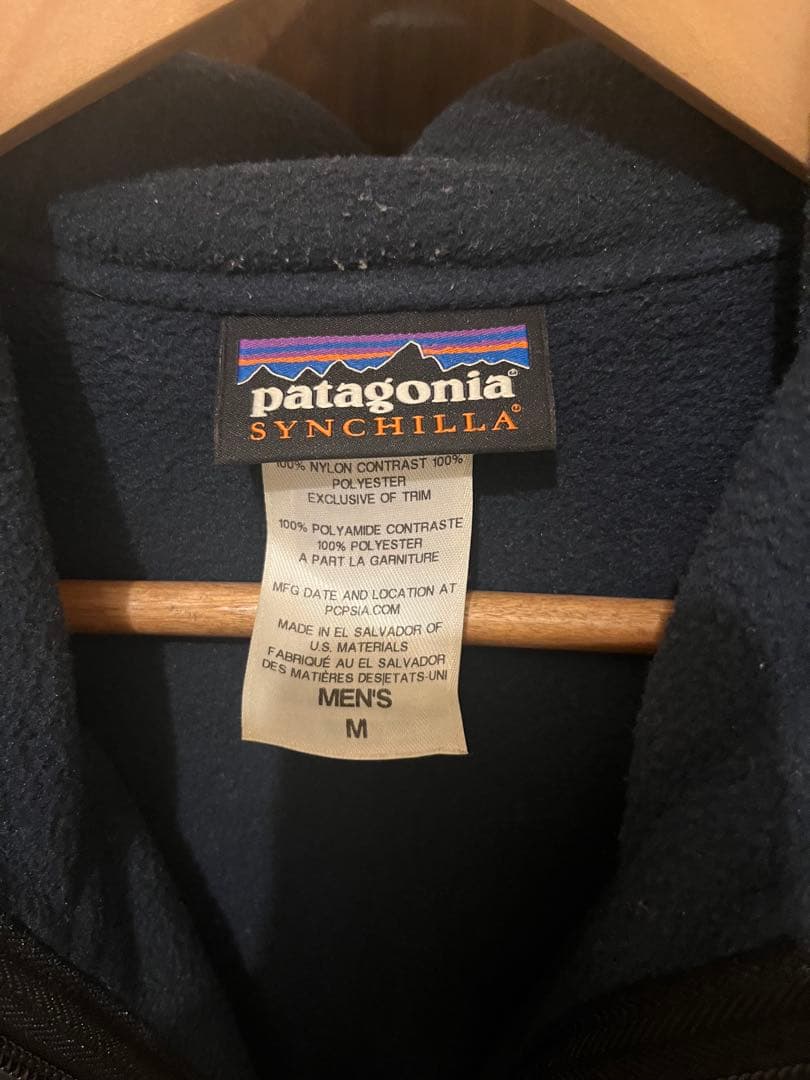 patagonia®
SYNCHILLA®
100% NYLON CONTRAST 100%
POLYESTER
EXCLUSIVE OF TRIM
100% POLYAMIDE CONTRASTE
100% POLYESTER
A PART LA GARNITURE
MFG DATE AND LOCATION AT
PCPSIA.COM
MADE IN EL SALVADOR OF
U.S. MATERIALS
FABRIQUÉ AU EL SALVADOR
DES MATIÈRES DES|ETATS-UNI
MEN'S
M